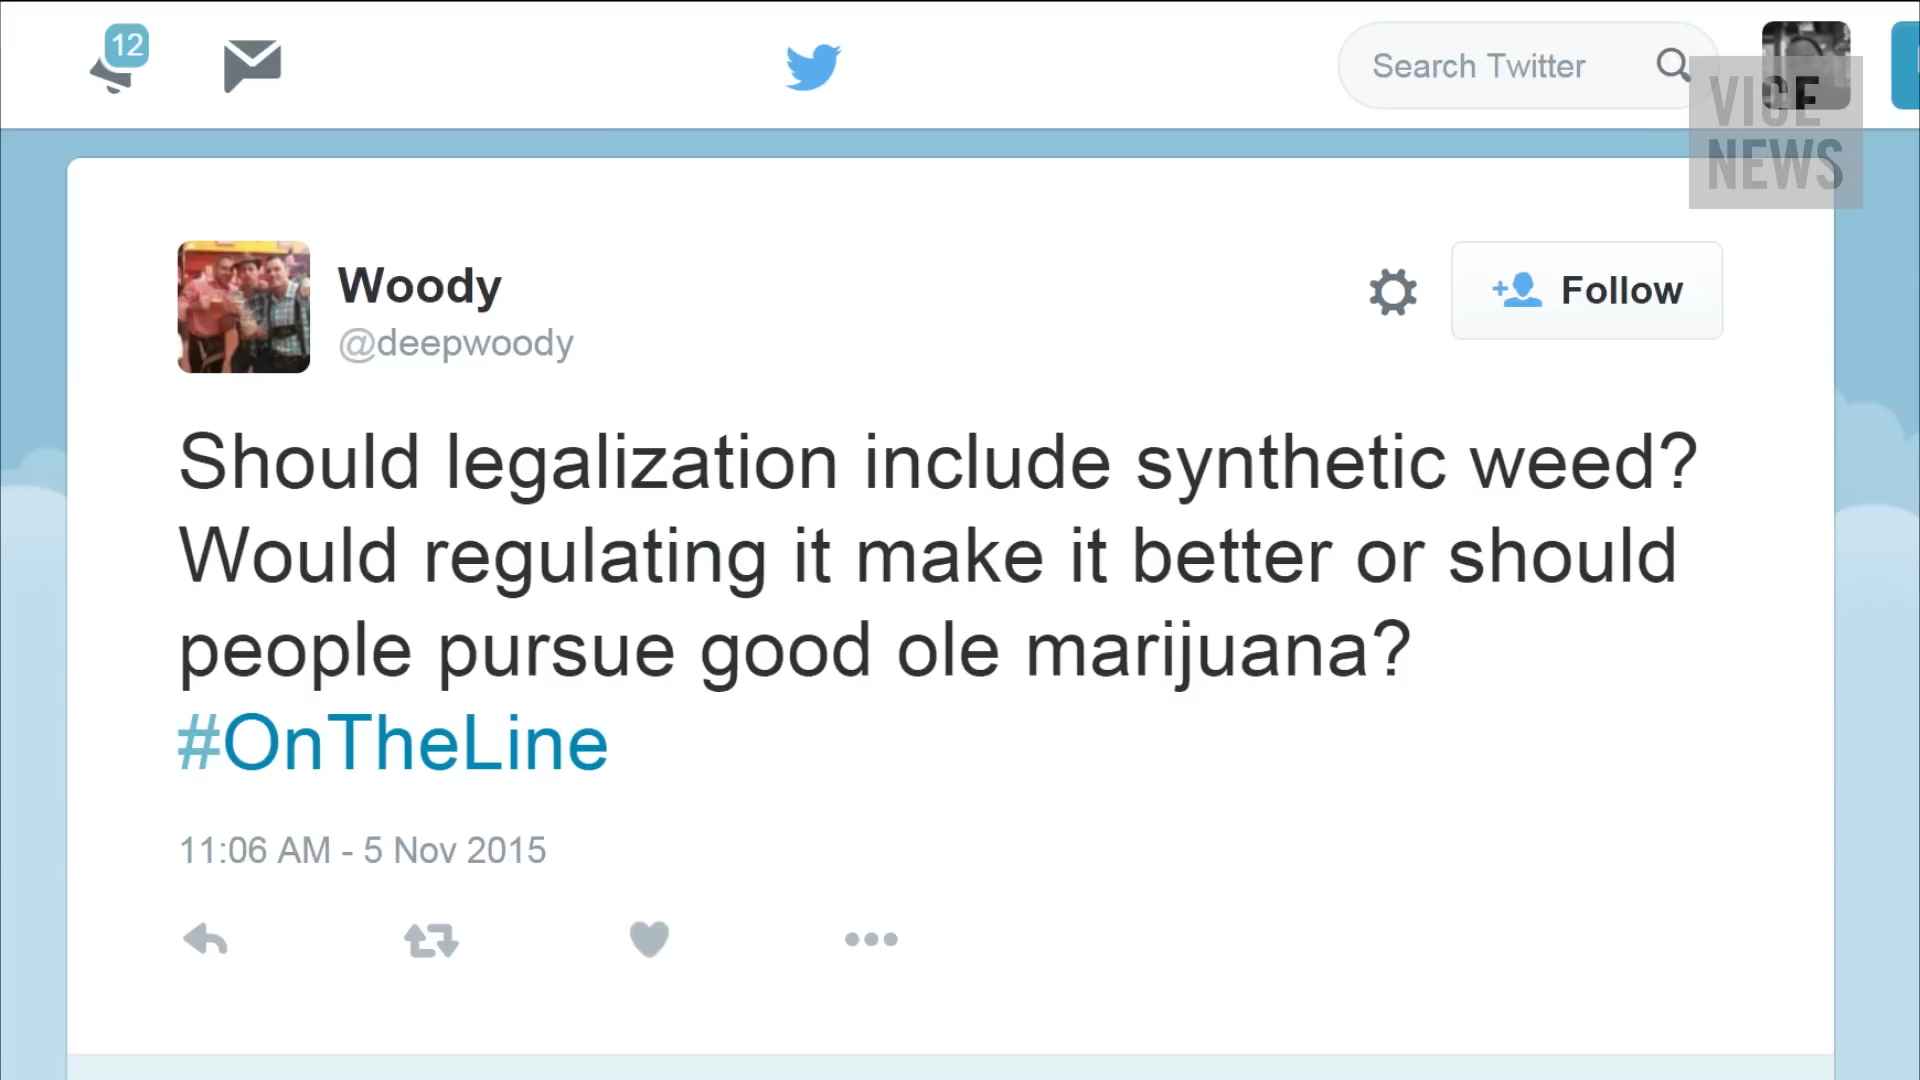 12
Search Twitter
VICE
NEWS
Woody
@deepwoody
Follow
Should legalization include synthetic weed?
Would regulating it make it better or should
people pursue good ole marijuana?
#OnTheLine
11:06 AM - 5 Nov 2015